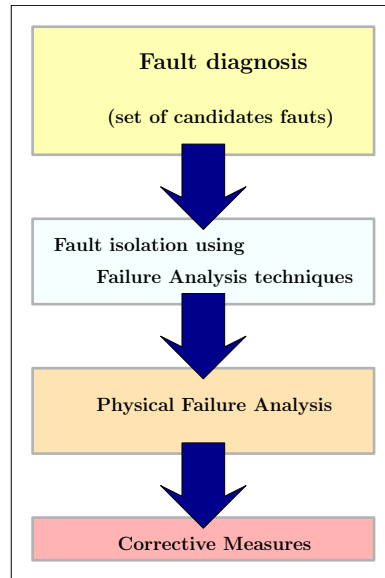 Fault diagnosis
(set of candidates fauts)
Fault isolation using
Failure Analysis techniques
Physical Failure Analysis
Corrective Measures